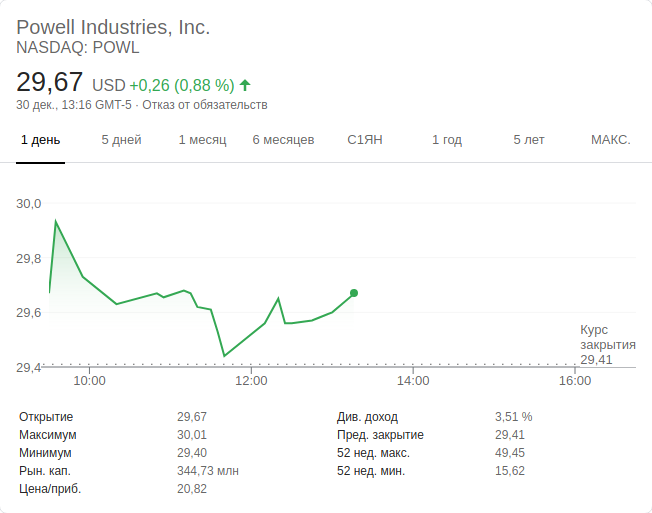 Powell Industries, Inc.
NASDAQ: POWL
29,67 USD +0,26 (0,88 %)
30 дек., 13:16 GMT-5 · Отказ от обязательств
1 день 5 дней 1 месяц 6 месяцев С1ЯН 1 год 5 лет МАКС.
30,0
29,8
29,6
Курс
закрытия
29,41
29,4
10:00 12:00 14:00 16:00
Открытие 29,67 Див. доход 3,51 %
Максимум 30,01 Пред. закрытие 29,41
Минимум 29,40 52 нед. макс. 49,45
Рын. кап. 344,73 млн 52 нед. мин. 15,62
Цена/приб. 20,82